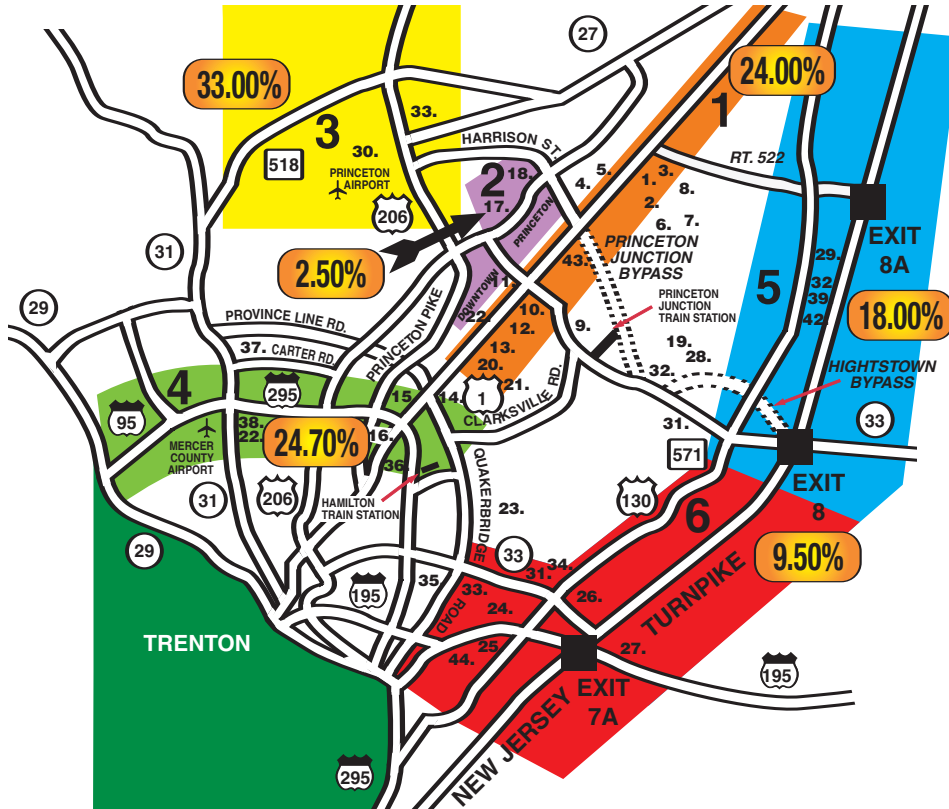 27
33.00%
24.00%
3
33.
1
HARRISON ST.
518
30.
PRINCETON
AIRPORT
2
18.
17.
4.
5.
1.
3.
8.
2.
6.
7.
RT. 522
206
PRINCETON
PRINCETON
JUNCTION
BYPASS
EXIT
8A
31
2.50%
43.
29.
5
32
39
42
18.00%
DOWNTOWN
11.
22.
PRINCETON PIKE
10.
12.
9.
PRINCETON
JUNCTION
TRAIN STATION
29
PROVINCE LINE RD.
37.
CARTER RD.
13.
20.
21.
19.
28.
32.
HIGHTSTOWN
BYPASS
4
295
15.
14.
1
CLARKSVILLE RD.
95
38.
22.
MERCER
COUNTY
AIRPORT
24.70%
16.
36.
31.
33
571
31
206
HAMILTON
TRAIN STATION
QUAKERBRIDGE
ROAD
23.
130
6
EXIT
8
29
33
9.50%
34.
31.
195
35.
33.
24.
26.
TURNPIKE
TRENTON
25
44.
27.
195
EXIT
7A
NEW JERSEY
295